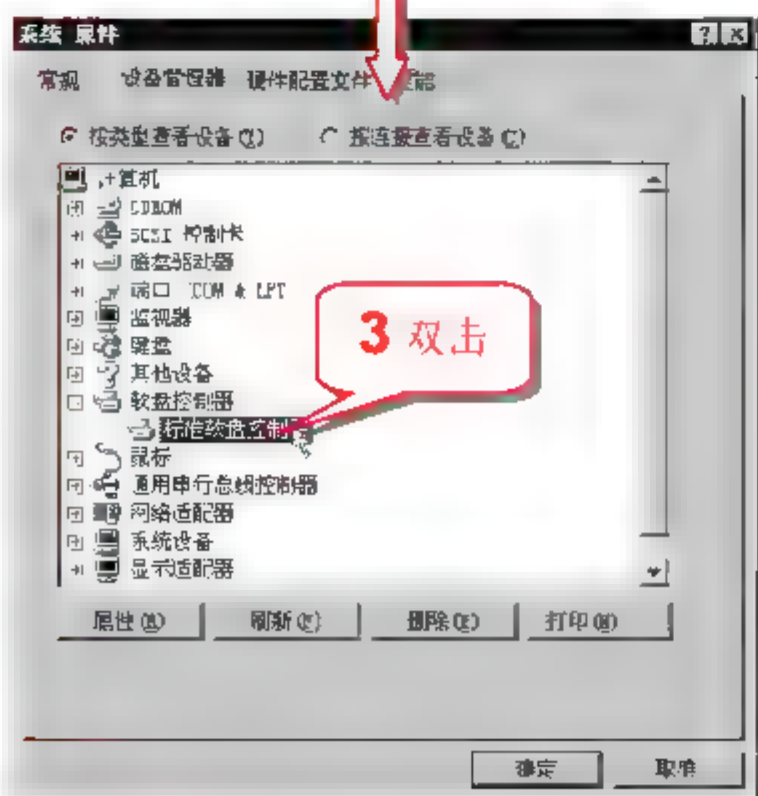 系统 属性
常规 设备管理器 硬件配置文件 性能
按类型查看设备(T) 按连接查看设备(C)
计算机
CDROM
SCSI 控制卡
磁盘驱动器
端口 COM & LPT
监视器
键盘
其他设备
软盘控制器
标准软盘控制器
鼠标
通用串行总线控制器
网络适配器
系统设备
显示适配器
3 双击
属性(R) 刷新(F) 删除(E) 打印(N)
确定 取消